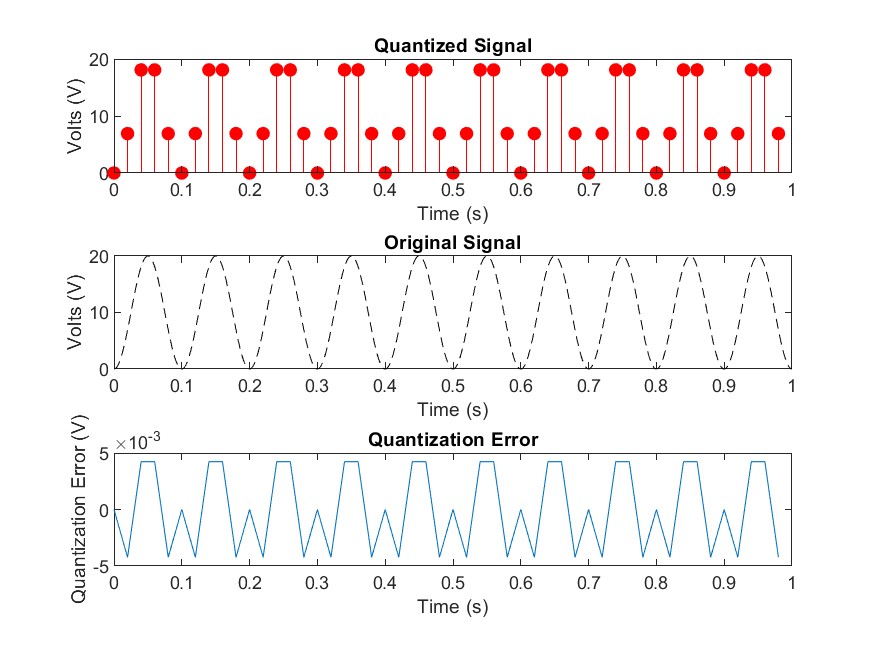 Quantized Signal
20
10
0
Volts (V)
0 0.1 0.2 0.3 0.4 0.5 0.6 0.7 0.8 0.9 1
Time (s)
Original Signal
20
10
0
Volts (V)
0 0.1 0.2 0.3 0.4 0.5 0.6 0.7 0.8 0.9 1
Time (s)
Quantization Error
×10⁻³
5
0
-5
Quantization Error (V)
0 0.1 0.2 0.3 0.4 0.5 0.6 0.7 0.8 0.9 1
Time (s)